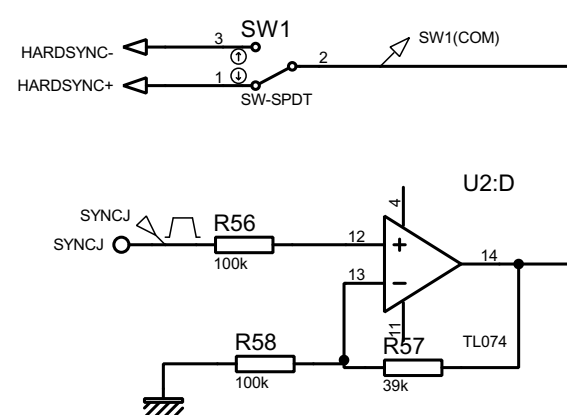 3
SW1
SW1(COM)
HARDSYNC-
2
HARDSYNC+
1
SW-SPDT
U2:D
4
SYNCJ
R56
SYNCJ
12
+
14
100k
13
−
11
R58
R57
TL074
100k
39k